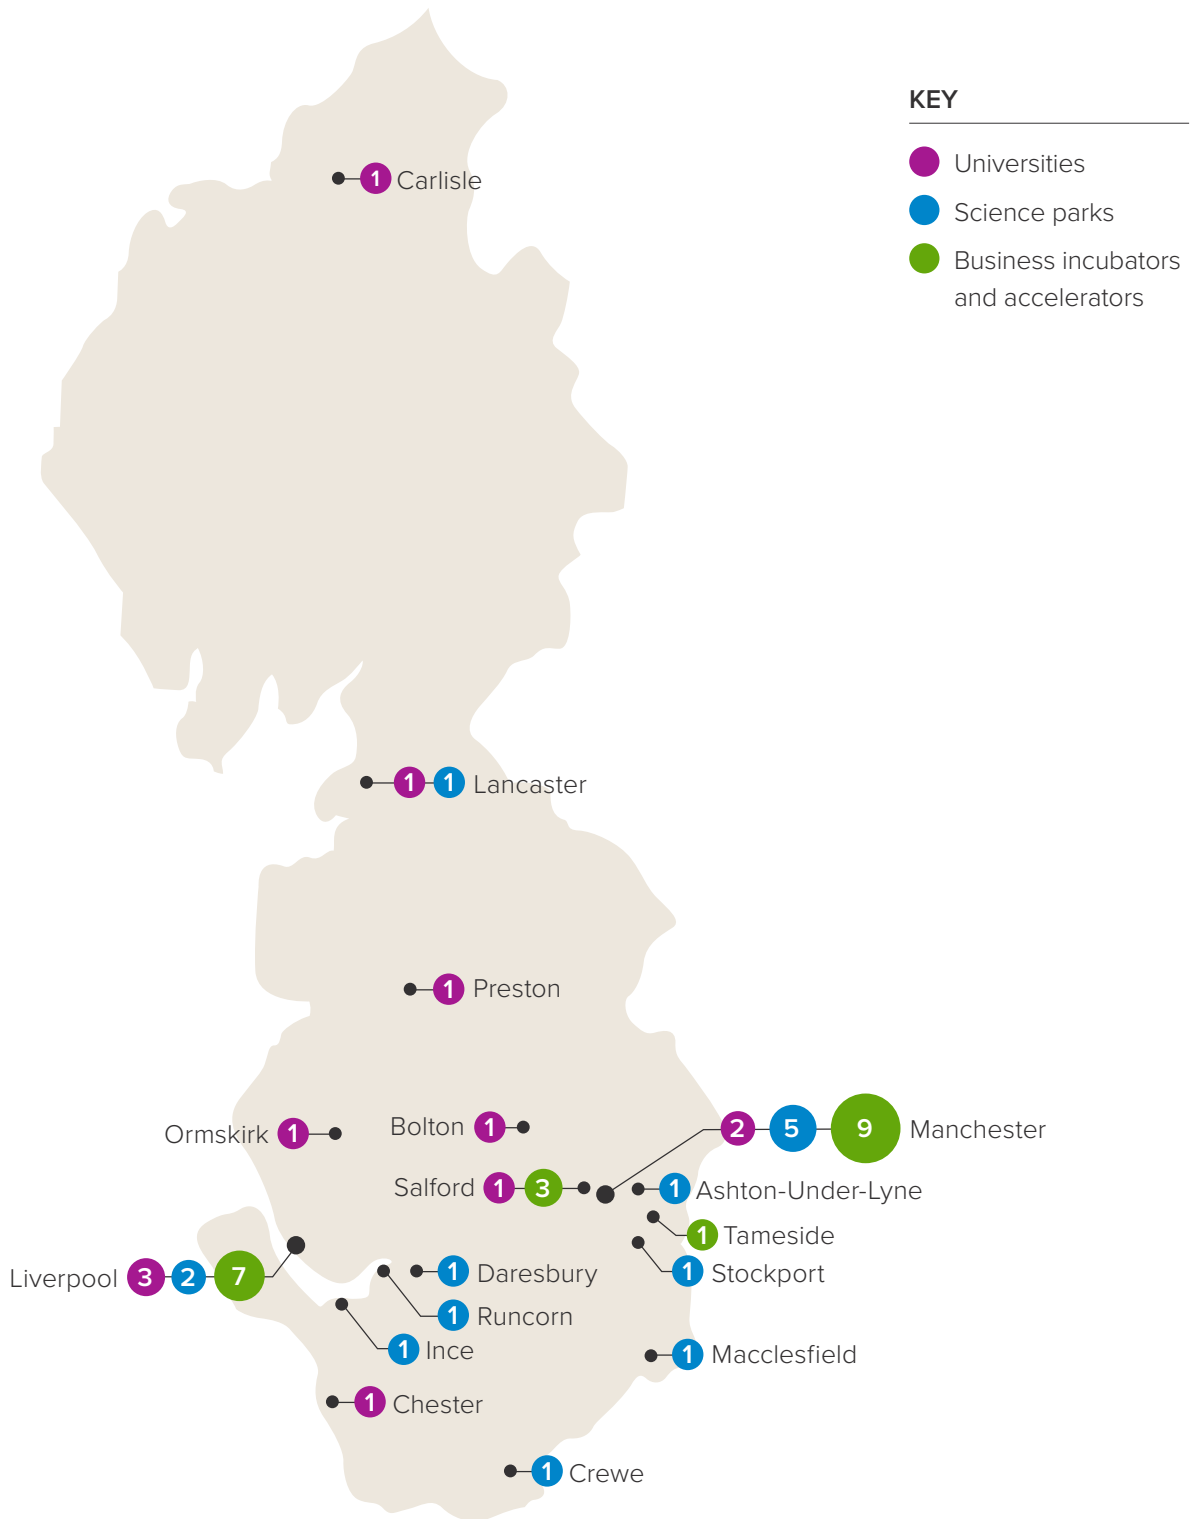 KEY
Universities
Science parks
Business incubators
and accelerators
1 Carlisle
1 1 Lancaster
1 Preston
Ormskirk 1
Bolton 1
2 5 9 Manchester
Salford 1 3
1 Ashton-Under-Lyne
1 Tameside
Liverpool 3 2 7
1 Daresbury
1 Stockport
1 Runcorn
1 Ince
1 Macclesfield
1 Chester
1 Crewe